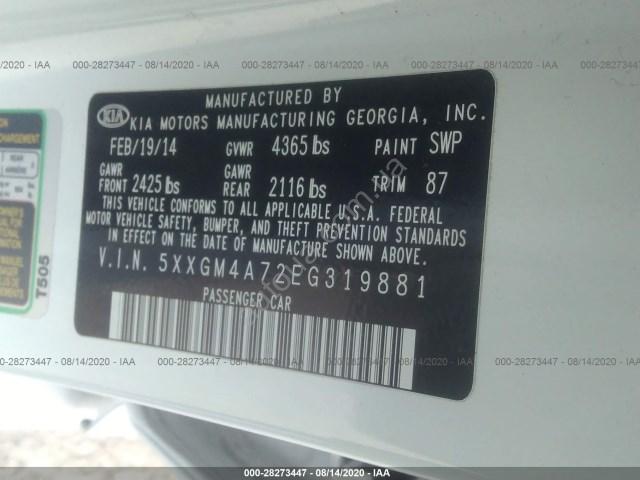 000-28273447 - 08/14/2020 - IAA
MANUFACTURED BY
KIA KIA MOTORS MANUFACTURING GEORGIA, INC.
FEB/19/14 GVWR 4365 lbs PAINT SWP
GAWR FRONT 2425 lbs GAWR REAR 2116 lbs TRIM 87
THIS VEHICLE CONFORMS TO ALL APPLICABLE U.S.A. FEDERAL
MOTOR VEHICLE SAFETY, BUMPER, AND THEFT PREVENTION STANDARDS
IN EFFECT ON THE DATE OF MANUFACTURE SHOWN ABOVE.
V.I.N. 5XXGM4A72EG319881
PASSENGER CAR
T505
000-28273447 - 08/14/2020 - IAA